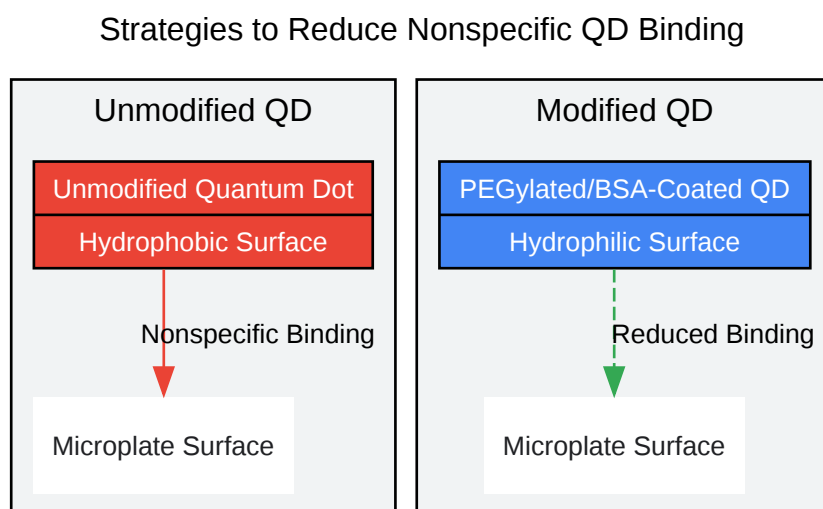 Strategies to Reduce Nonspecific QD Binding
Unmodified QD
Unmodified Quantum Dot
Hydrophobic Surface
Nonspecific Binding
Microplate Surface
Modified QD
PEGylated/BSA-Coated QD
Hydrophilic Surface
Reduced Binding
Microplate Surface